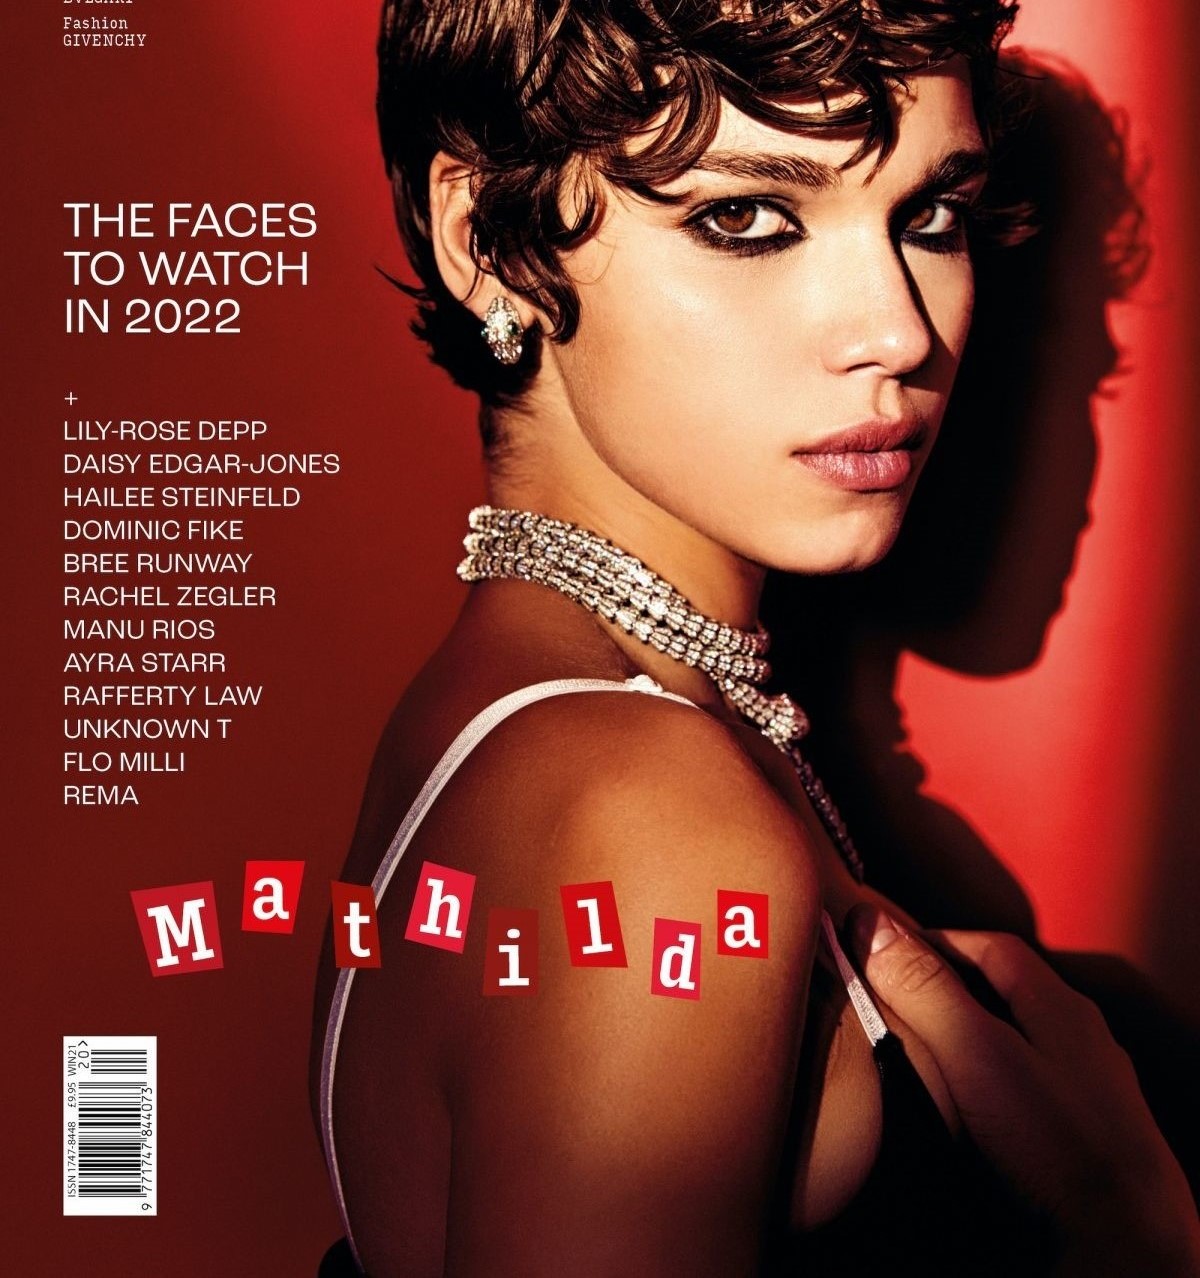 Fashion
GIVENCHY
THE FACES
TO WATCH
IN 2022
+
LILY-ROSE DEPP
DAISY EDGAR-JONES
HAILEE STEINFELD
DOMINIC FIKE
BREE RUNWAY
RACHEL ZEGLER
MANU RIOS
AYRA STARR
RAFFERTY LAW
UNKNOWN T
FLO MILLI
REMA
Mathilda
ISSN 1747-8448 £9.95 WIN21
20>
9 771747 844073